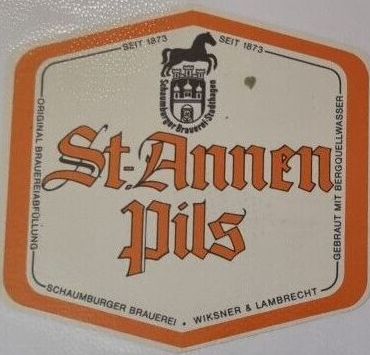 SEIT 1873 SEIT 1873
Schaumburger Brauerei-Stadthagen
St.-Annen
Pils
ORIGINAL BRAUEREIABFÜLLUNG
GEBRAUT MIT BERGQUELLWASSER
SCHAUMBURGER BRAUEREI • WIKSNER & LAMBRECHT